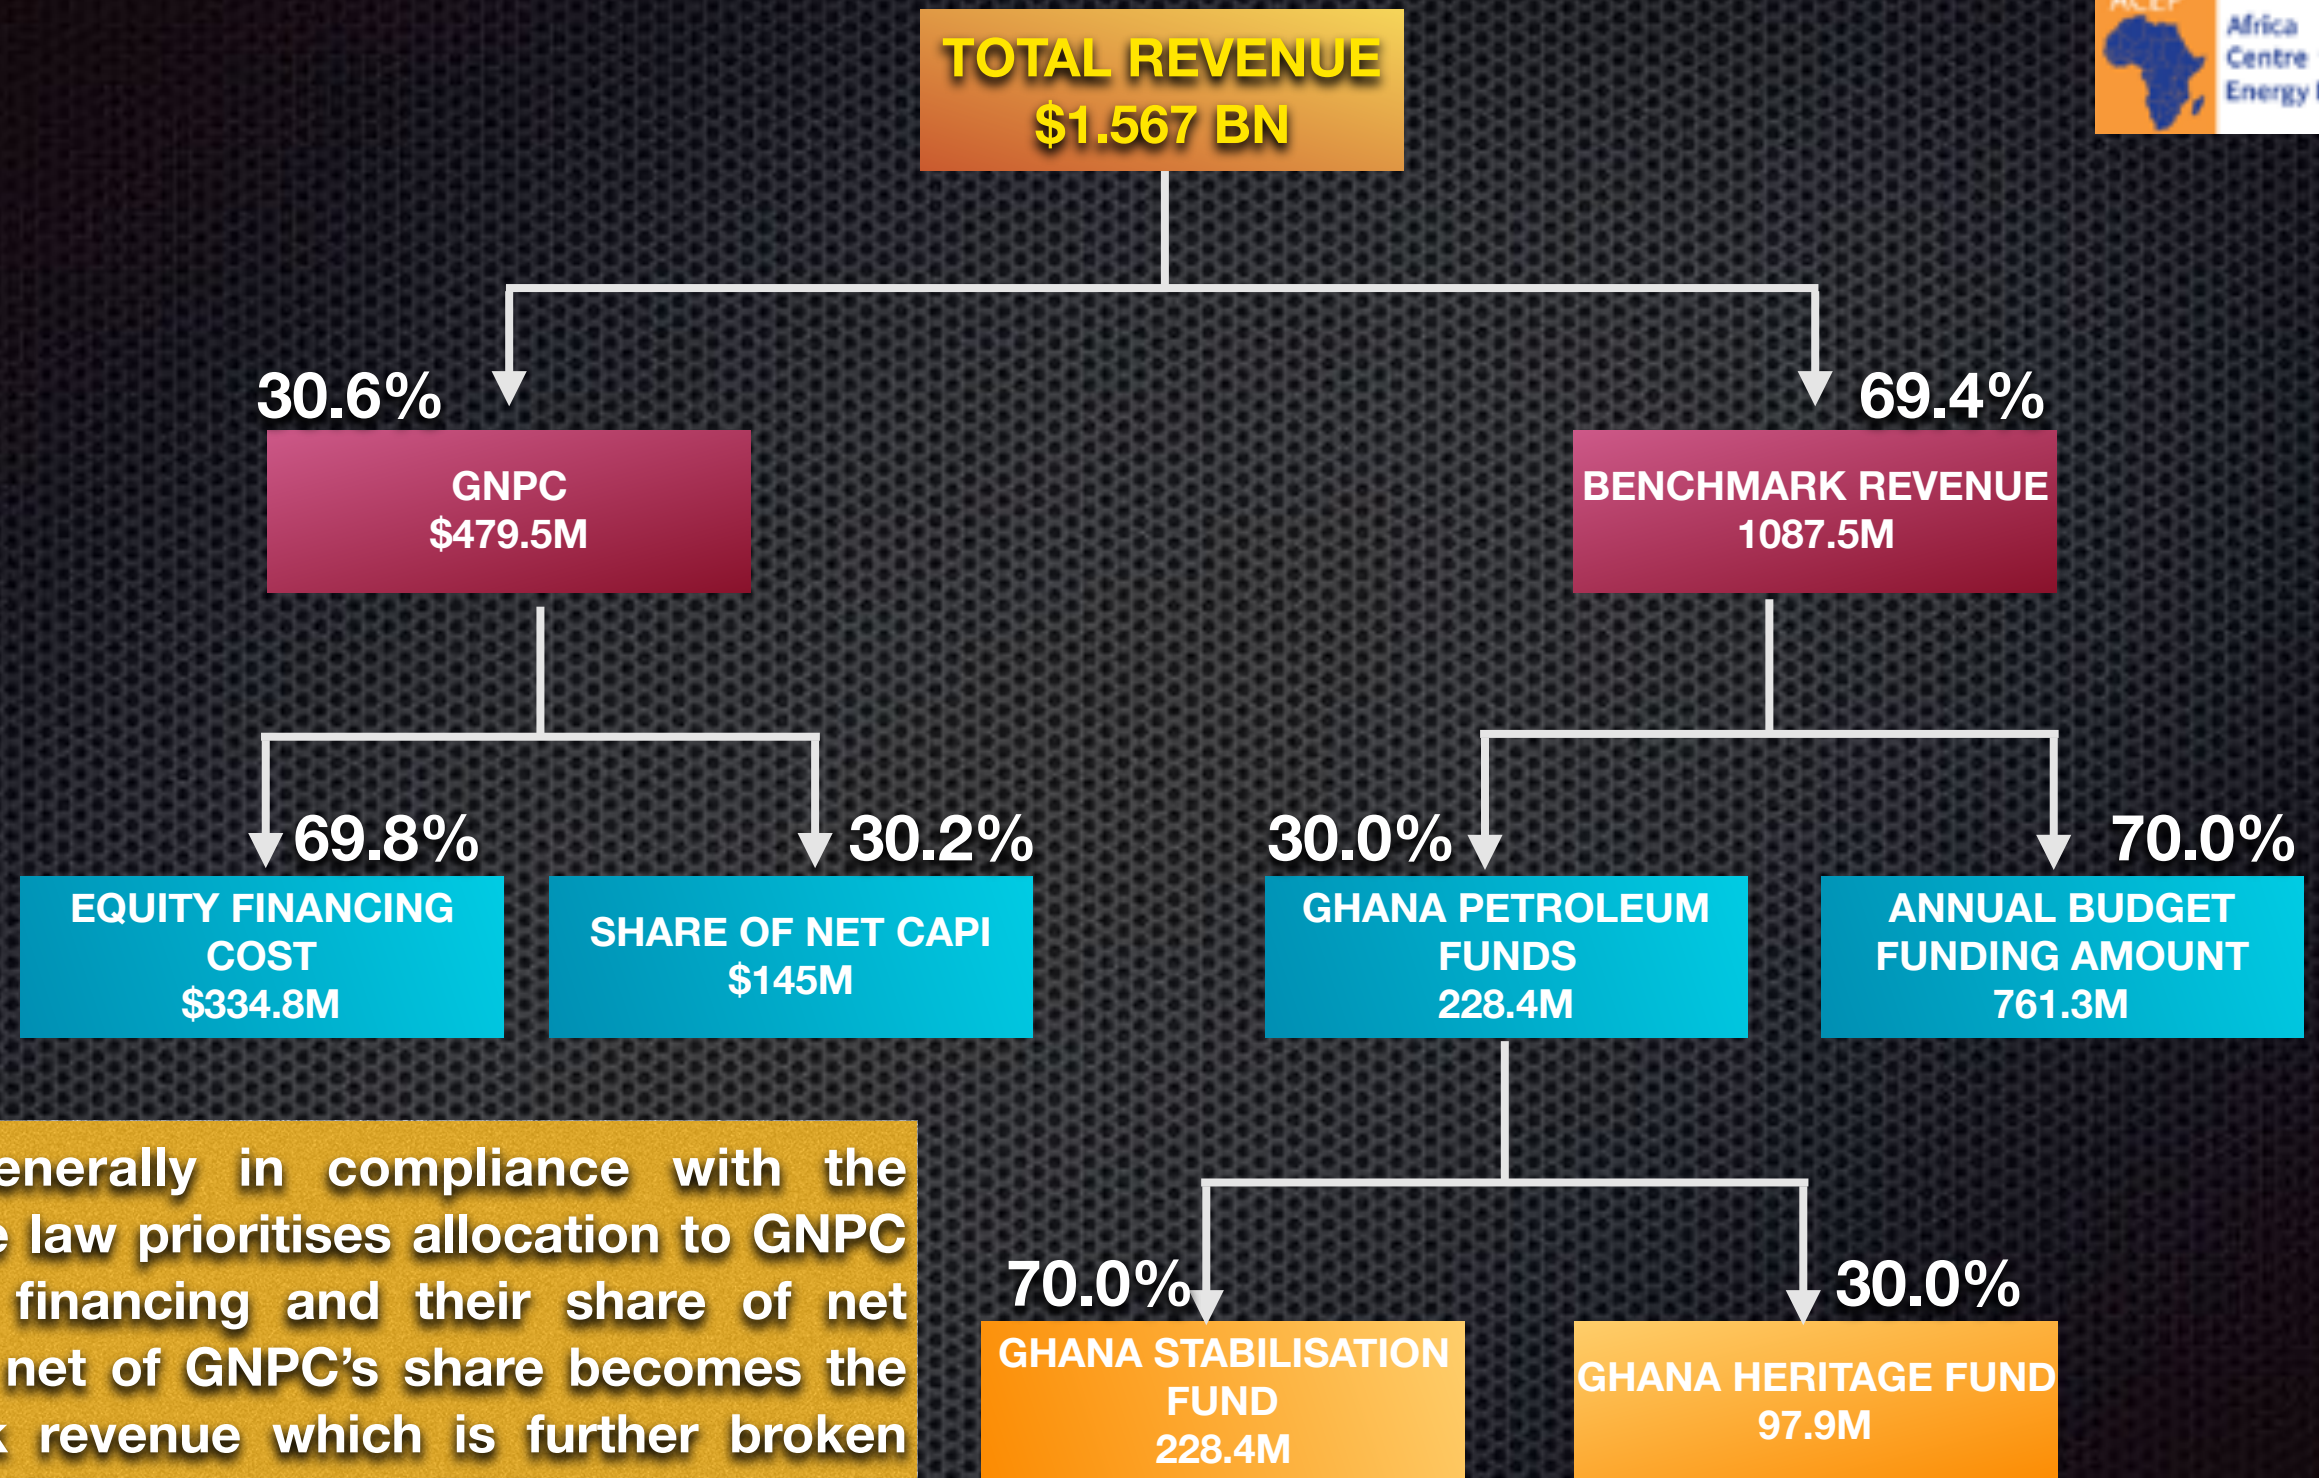 TOTAL REVENUE
$1.567 BN
Africa
Centre
Energy
30.6%
69.4%
GNPC
$479.5M
BENCHMARK REVENUE
1087.5M
69.8%
30.2%
30.0%
70.0%
EQUITY FINANCING
COST
$334.8M
SHARE OF NET CAPI
$145M
GHANA PETROLEUM
FUNDS
228.4M
ANNUAL BUDGET
FUNDING AMOUNT
761.3M
enerally in compliance with the
law prioritises allocation to GNPC
financing and their share of net
net of GNPC’s share becomes the
revenue which is further broken
70.0%
30.0%
GHANA STABILISATION
FUND
228.4M
GHANA HERITAGE FUND
97.9M